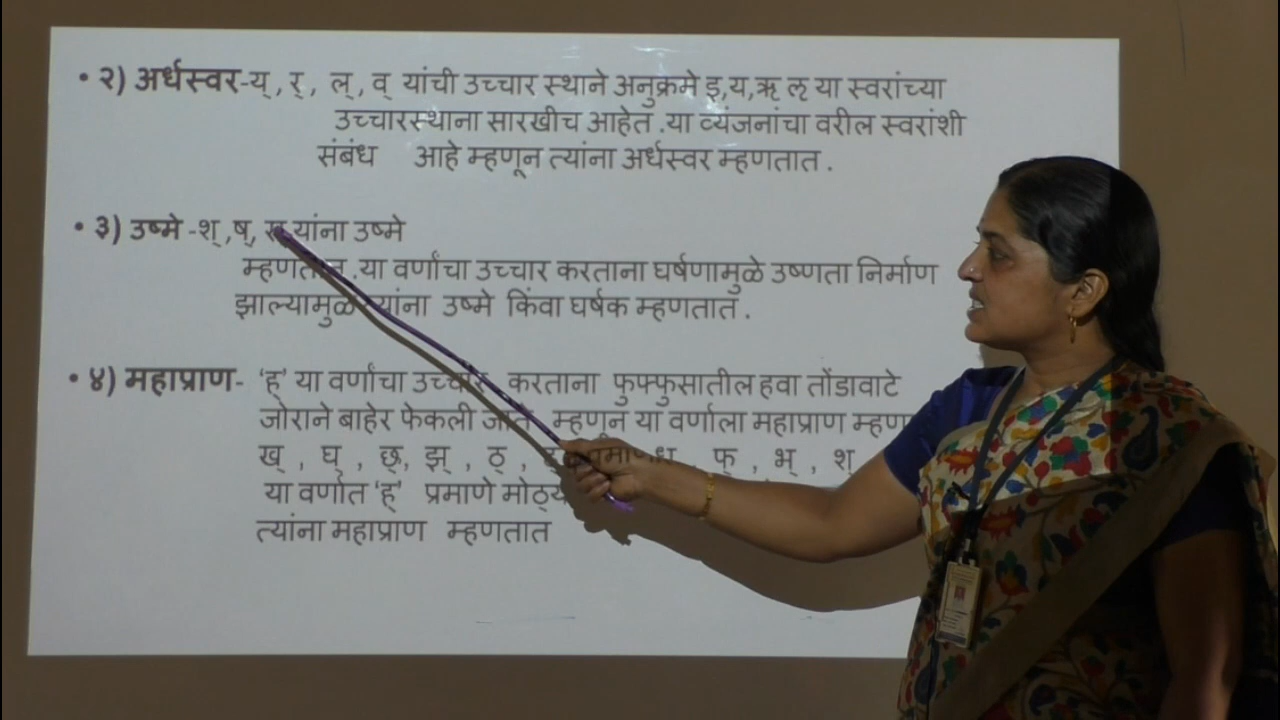 • २) अर्धस्वर-य् , र् , ल् , व् यांची उच्चार स्थाने अनुक्रमे इ,य,ऋ ऌ या स्वरांच्या
उच्चारस्थाना सारखीच आहेत .या व्यंजनांचा वरील स्वरांशी
संबंध आहे म्हणून त्यांना अर्धस्वर म्हणतात .
• ३) उष्मे -श् ,ष्, स् यांना उष्मे
म्हणतात .या वर्णांचा उच्चार करताना घर्षणामुळे उष्णता निर्माण
झाल्यामुळे त्यांना उष्मे किंवा घर्षक म्हणतात .
• ४) महाप्राण- 'ह्' या वर्णांचा उच्चार करताना फुफ्फुसातील हवा तोंडावाटे
जोराने बाहेर फेकली जाते म्हणून या वर्णाला महाप्राण
ख् , घ् , छ्, झ् , ठ् , फ् , भ् , श्
या वर्णात 'ह्' प्रमाणे
त्यांना महाप्राण म्हणतात